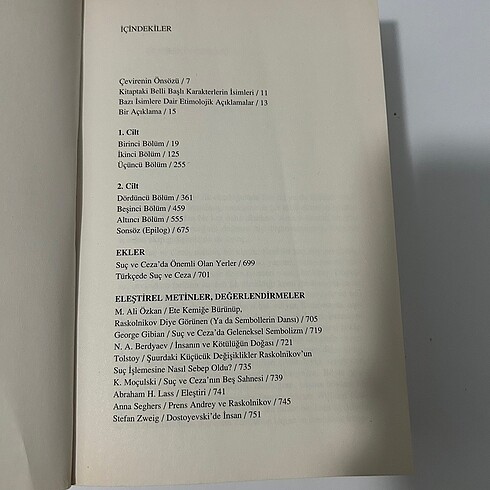 İÇİNDEKİLER
Çevirenin Önsözü / 7
Kitaptaki Belli Başlı Karakterlerin İsimleri / 11
Bazı İsimlere Dair Etimolojik Açıklamalar / 13
Bir Açıklama / 15
1. Cilt
Birinci Bölüm / 19
İkinci Bölüm / 125
Üçüncü Bölüm / 255
2. Cilt
Dördüncü Bölüm / 361
Beşinci Bölüm / 459
Altıncı Bölüm / 555
Sonsöz (Epilog) / 675
EKLER
Suç ve Ceza'da Önemli Olan Yerler / 699
Türkçede Suç ve Ceza / 701
ELEŞTİREL METİNLER, DEĞERLENDİRMELER
M. Ali Özkan / Ete Kemiğe Bürünüp,
Raskolnikov Diye Görünen (Ya da Sembollerin Dansı) / 705
George Gibian / Suç ve Ceza'da Geleneksel Sembolizm / 719
N. A. Berdyaev / İnsanın ve Kötülüğün Doğası / 721
Tolstoy / Şuurdaki Küçücük Değişiklikler Raskolnikov'un
Suç İşlemesine Nasıl Sebep Oldu? / 735
K. Moçulski / Suç ve Ceza'nın Beş Sahnesi / 739
Abraham H. Lass / Eleştiri / 741
Anna Seghers / Prens Andrey ve Raskolnikov / 745
Stefan Zweig / Dostoyevski'de İnsan / 751